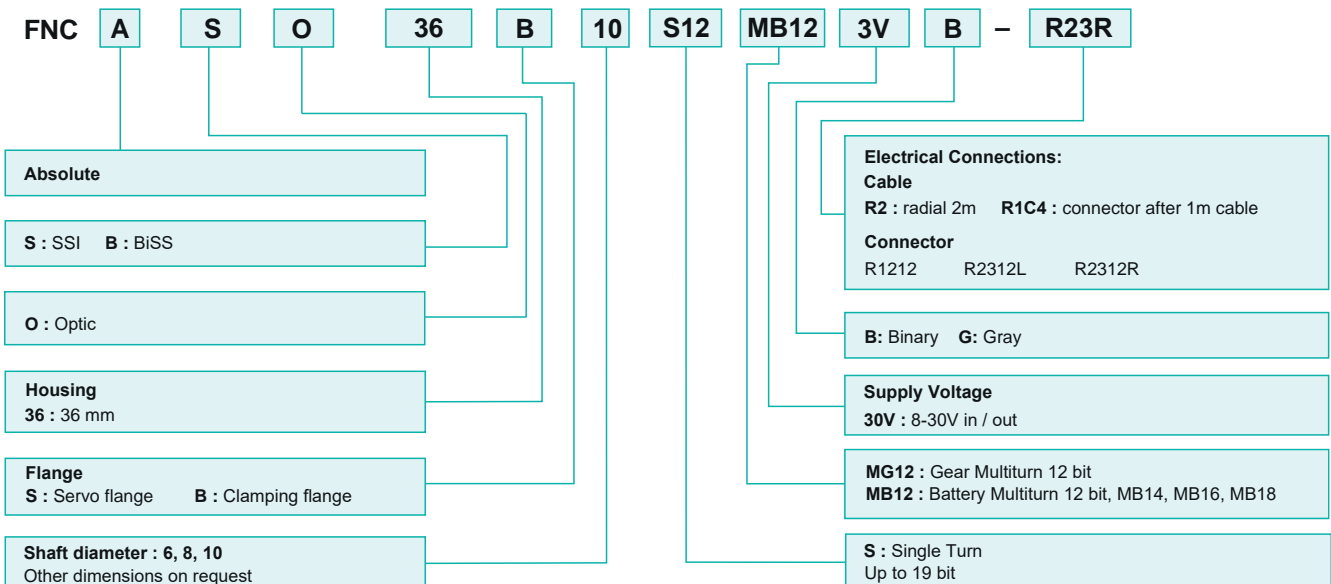 FNC A S O 36 B 10 S12 MB12 3V B – R23R
Absolute
S : SSI B : BiSS
O : Optic
Housing
36 : 36 mm
Flange
S : Servo flange B : Clamping flange
Shaft diameter : 6, 8, 10
Other dimensions on request
Electrical Connections:
Cable
R2 : radial 2m R1C4 : connector after 1m cable
Connector
R1212 R2312L R2312R
B: Binary G: Gray
Supply Voltage
30V : 8-30V in / out
MG12 : Gear Multiturn 12 bit
MB12 : Battery Multiturn 12 bit, MB14, MB16, MB18
S : Single Turn
Up to 19 bit